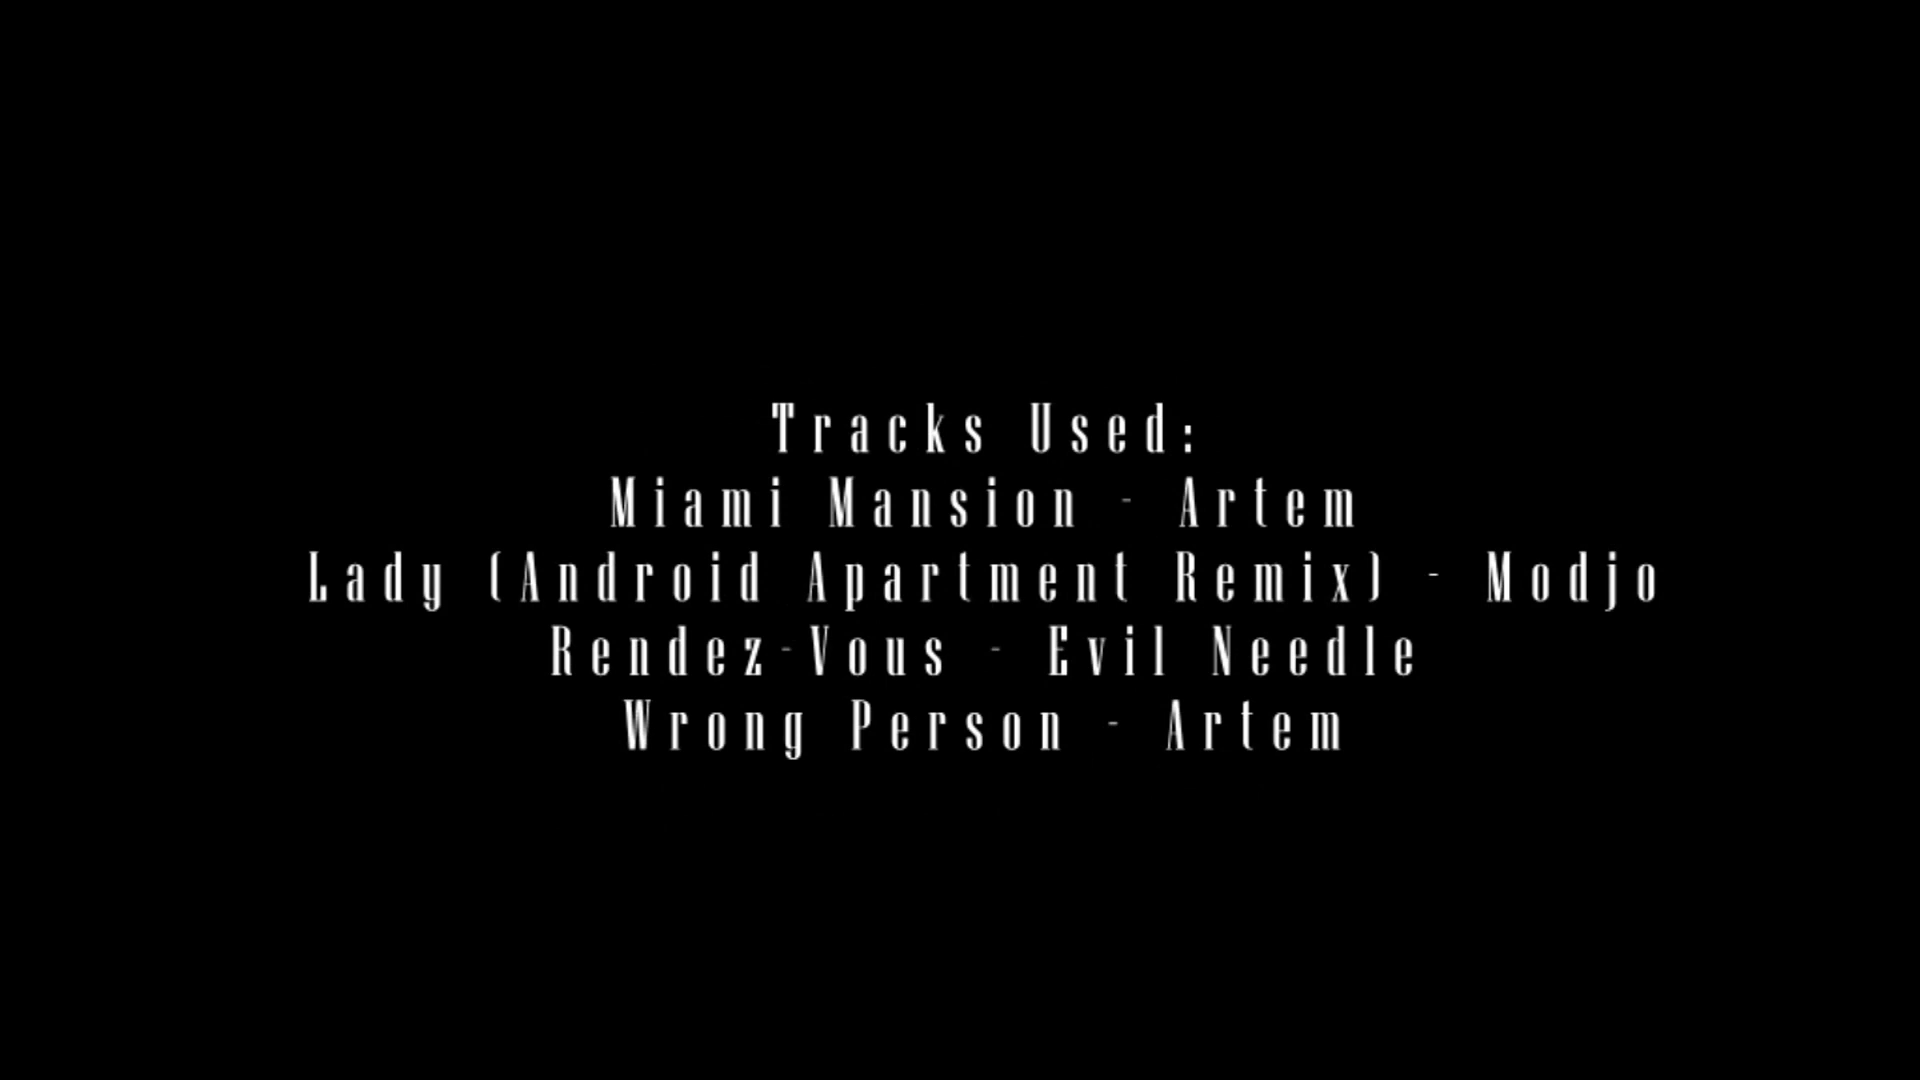 Tracks Used:
Miami Mansion - Artem
Lady (Android Apartment Remix) - Modjo
Rendez-Vous - Evil Needle
Wrong Person - Artem